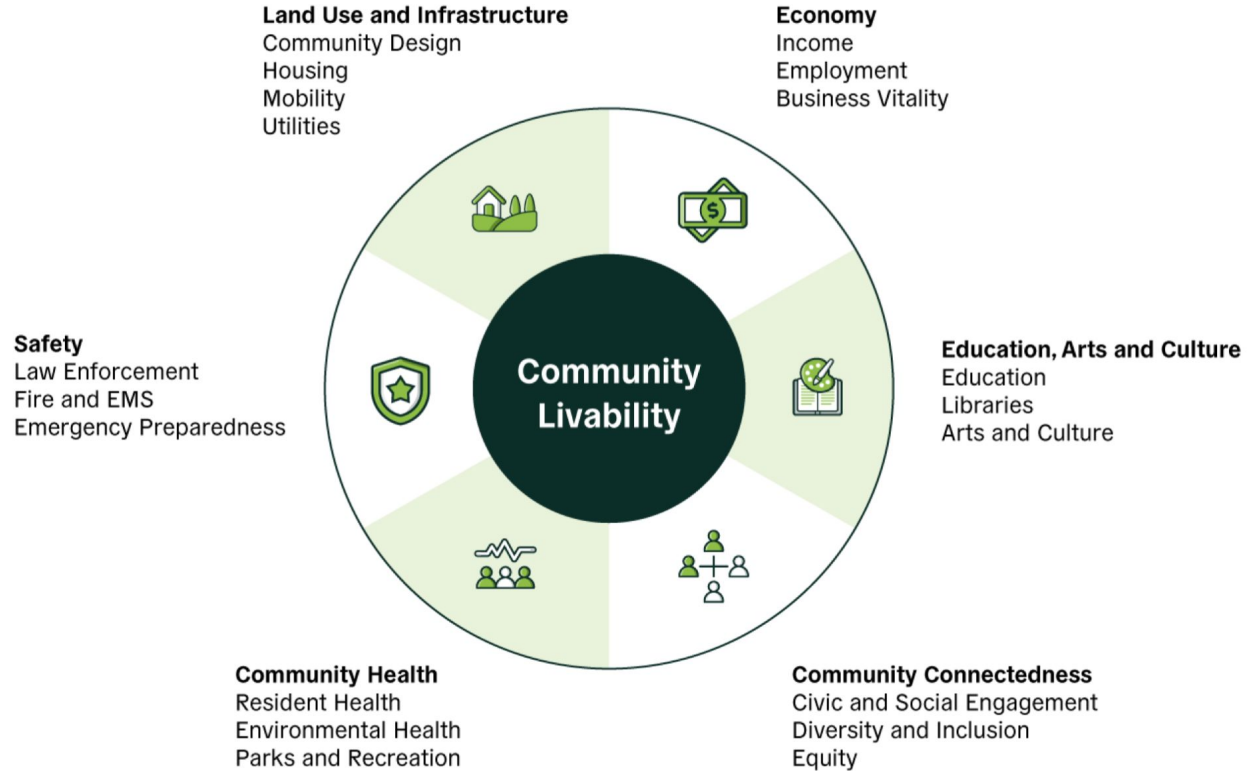 Land Use and Infrastructure
Community Design
Housing
Mobility
Utilities
Economy
Income
Employment
Business Vitality
$
Safety
Law Enforcement
Fire and EMS
Emergency Preparedness
Community
Livability
Education, Arts and Culture
Education
Libraries
Arts and Culture
Community Health
Resident Health
Environmental Health
Parks and Recreation
Community Connectedness
Civic and Social Engagement
Diversity and Inclusion
Equity